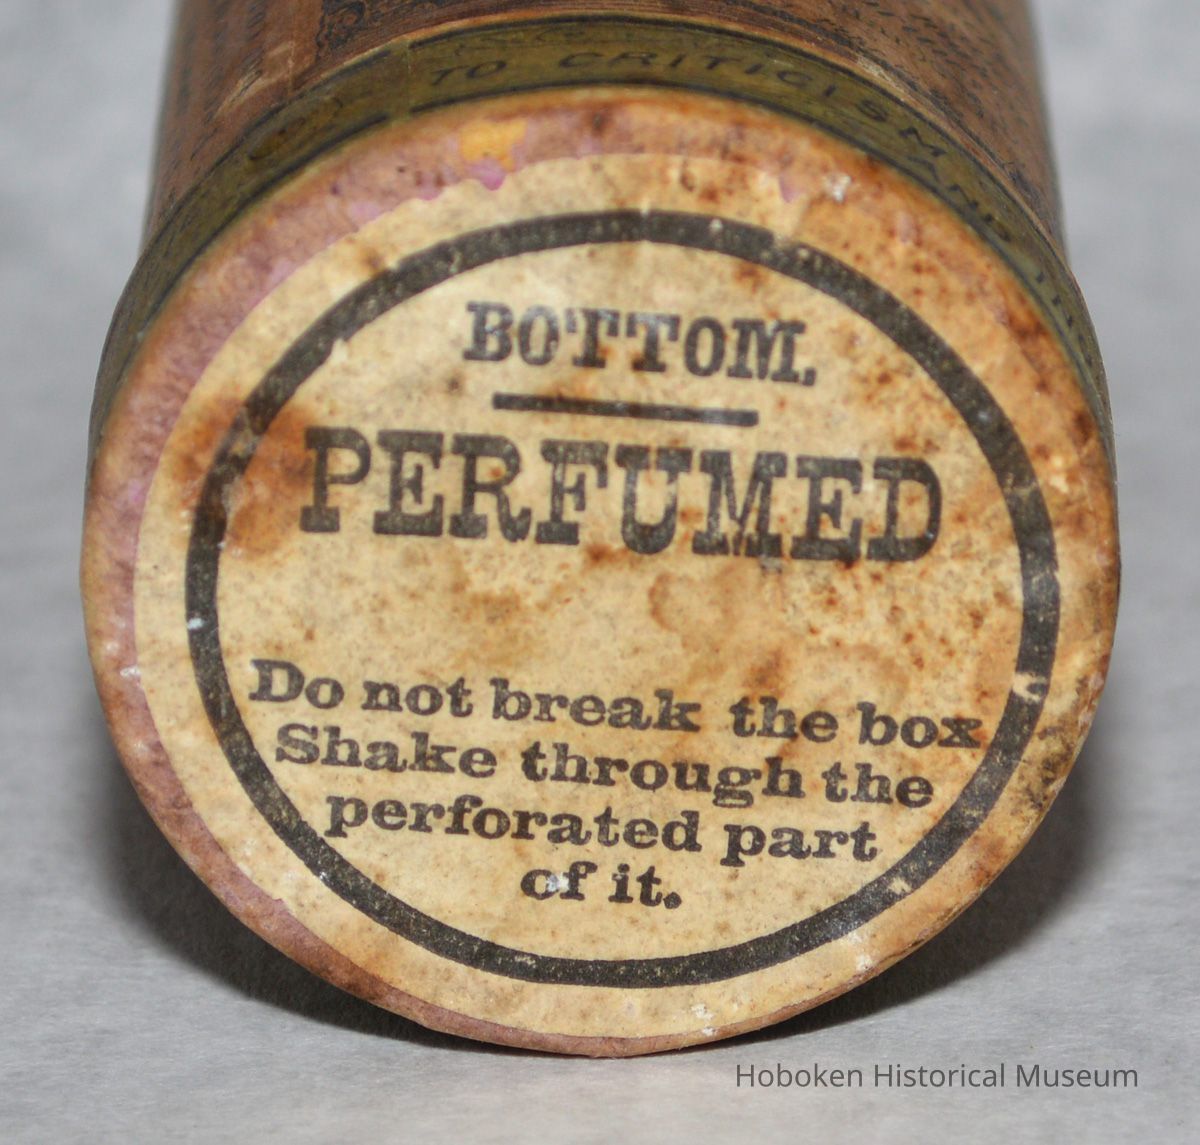 TO CRITICISM AND
BOTTOM.
PERFUMED
Do not break the box
Shake through the
perforated part
of it.
Hoboken Historical Museum